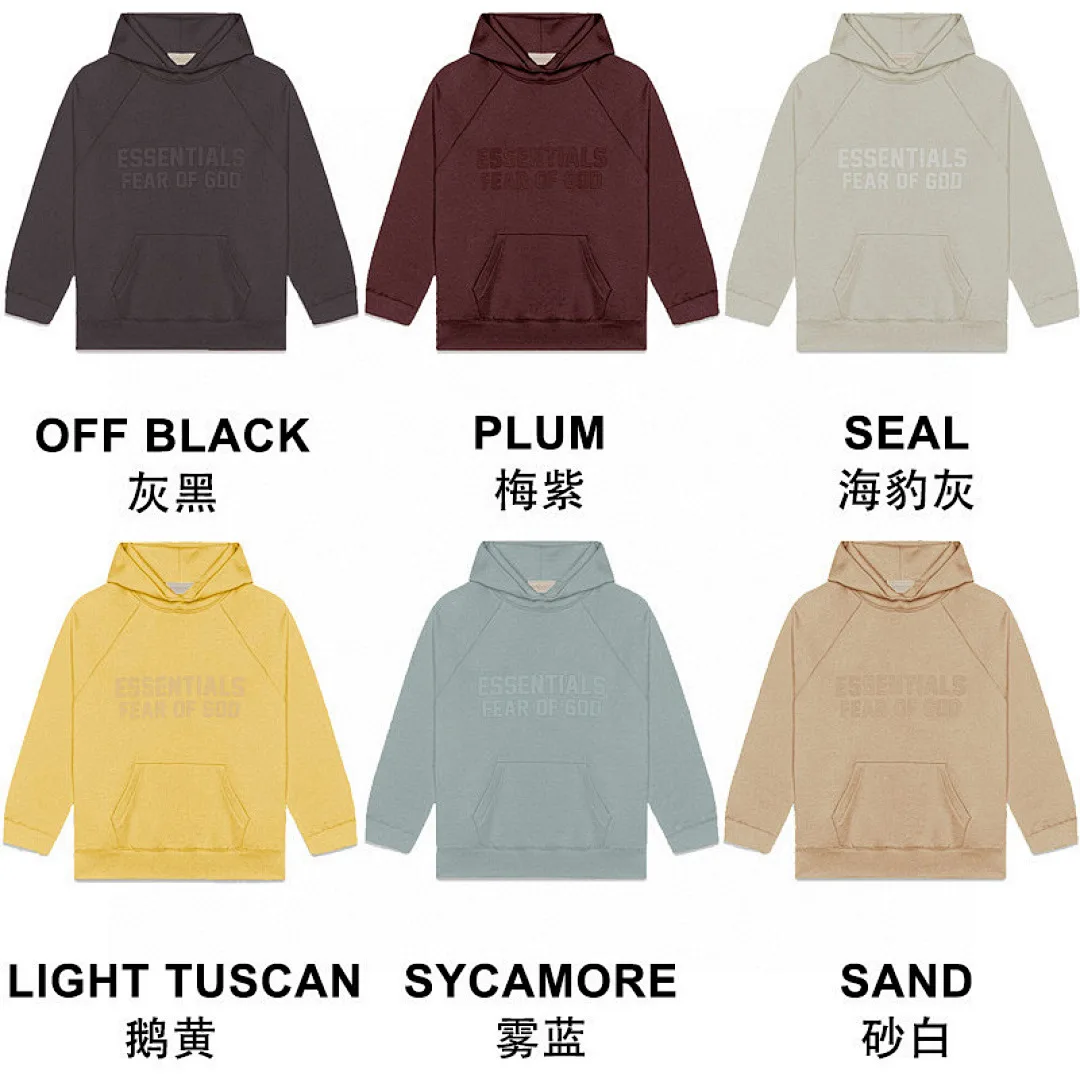 ESSENTIALS
FEAR OF GOD
ESSENTIALS
FEAR OF GOD
ESSENTIALS
FEAR OF GOD
OFF BLACK
灰黑
PLUM
梅紫
SEAL
海豹灰
ESSENTIALS
FEAR OF GOD
ESSENTIALS
FEAR OF GOD
ESSENTIALS
FEAR OF GOD
LIGHT TUSCAN
鹅黄
SYCAMORE
雾蓝
SAND
砂白